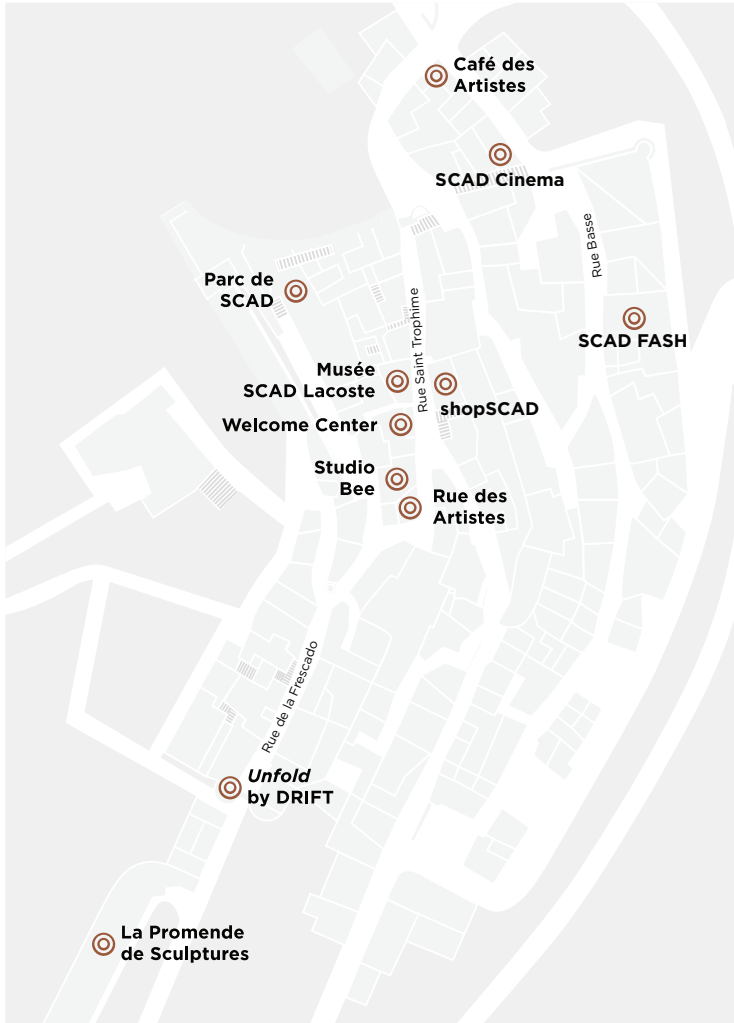 Café des
Artistes
SCAD Cinema
Rue Basse
Parc de
SCAD
Rue Saint Trophime
SCAD FASH
Musée
SCAD Lacoste
shopSCAD
Welcome Center
Studio
Bee
Rue des
Artistes
Rue de la Frescado
Unfold
by DRIFT
La Promende
de Sculptures